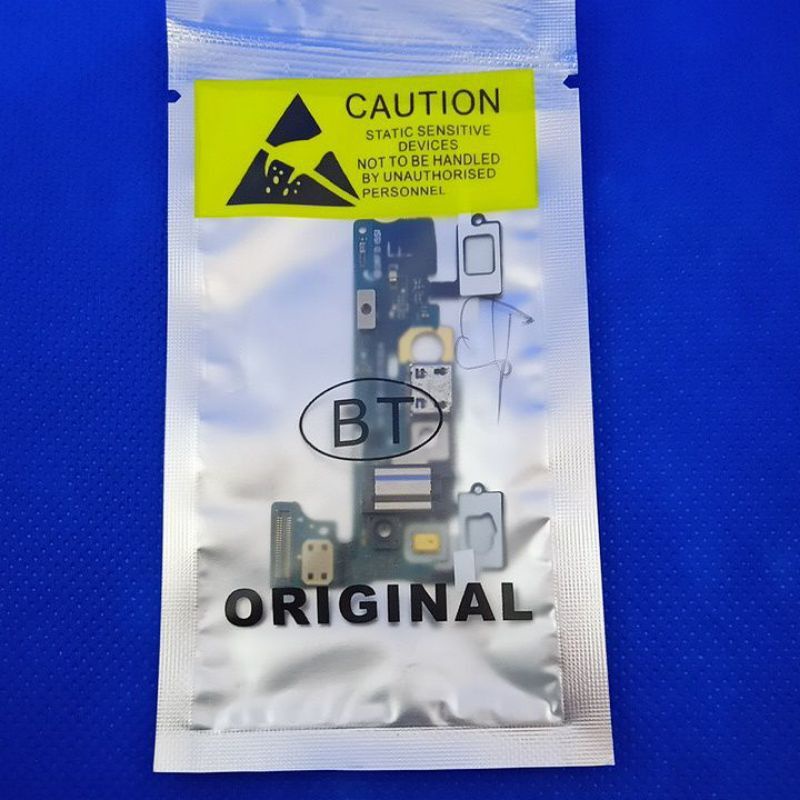 CAUTION
STATIC SENSITIVE
DEVICES
NOT TO BE HANDLED
BY UNAUTHORISED
PERSONNEL
F
BT
ORIGINAL